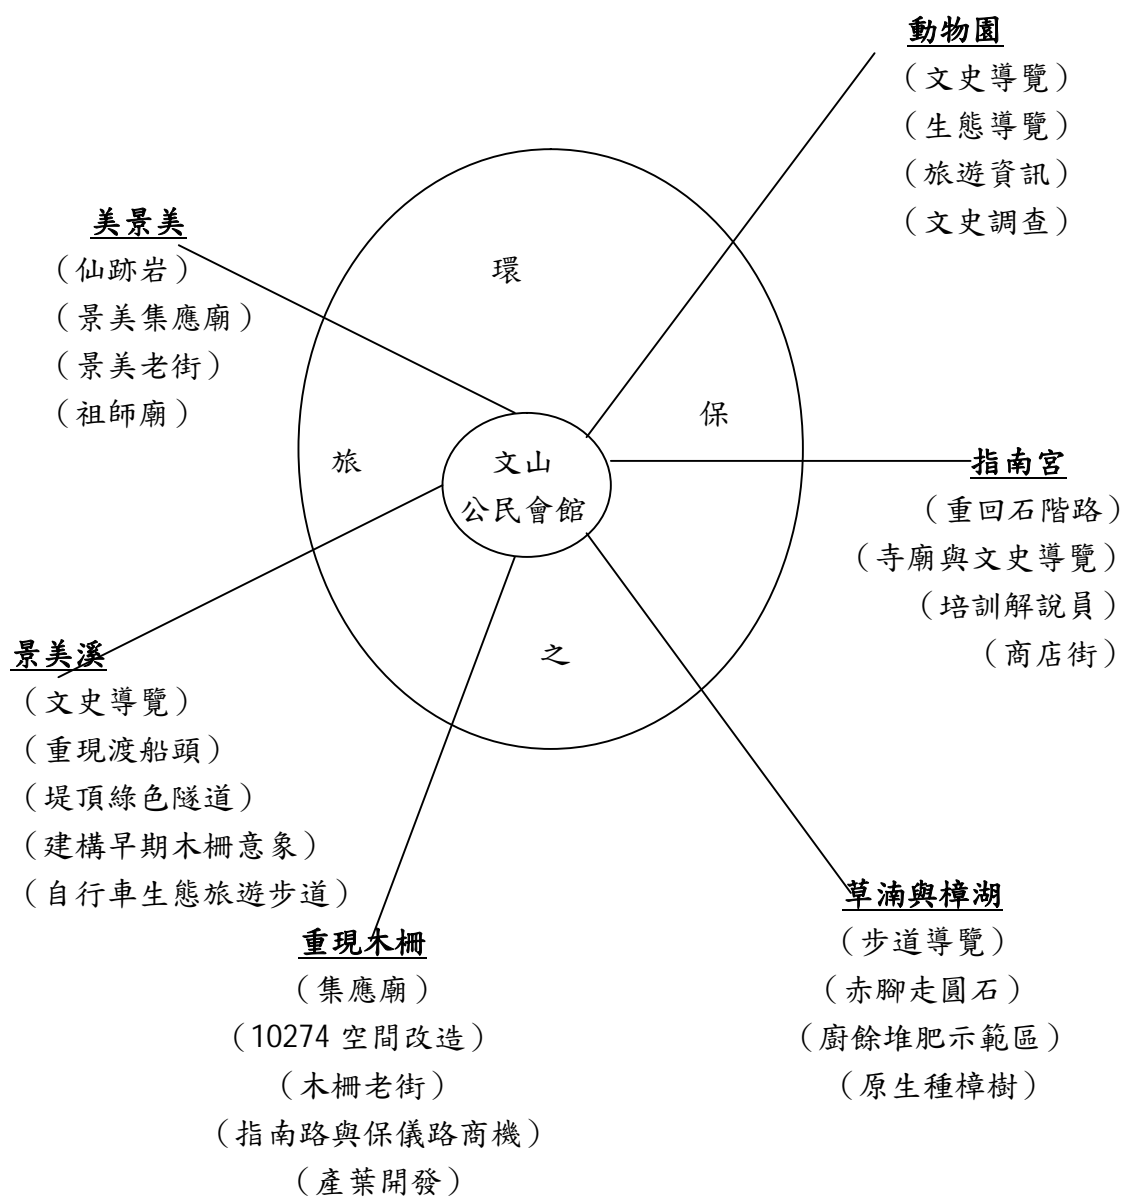 動物園
（文史導覽）
（生態導覽）
（旅遊資訊）
（文史調查）
美景美
（仙跡岩）
（景美集應廟）
（景美老街）
（祖師廟）
環
保
之
旅
文山
公民會館
指南宮
（重回石階路）
（寺廟與文史導覽）
（培訓解說員）
（商店街）
景美溪
（文史導覽）
（重現渡船頭）
（堤頂綠色隧道）
（建構早期木柵意象）
（自行車生態旅遊步道）
重現木柵
（集應廟）
（10274 空間改造）
（木柵老街）
（指南路與保儀路商機）
（產葉開發）
草湳與樟湖
（步道導覽）
（赤腳走圓石）
（廚餘堆肥示範區）
（原生種樟樹）